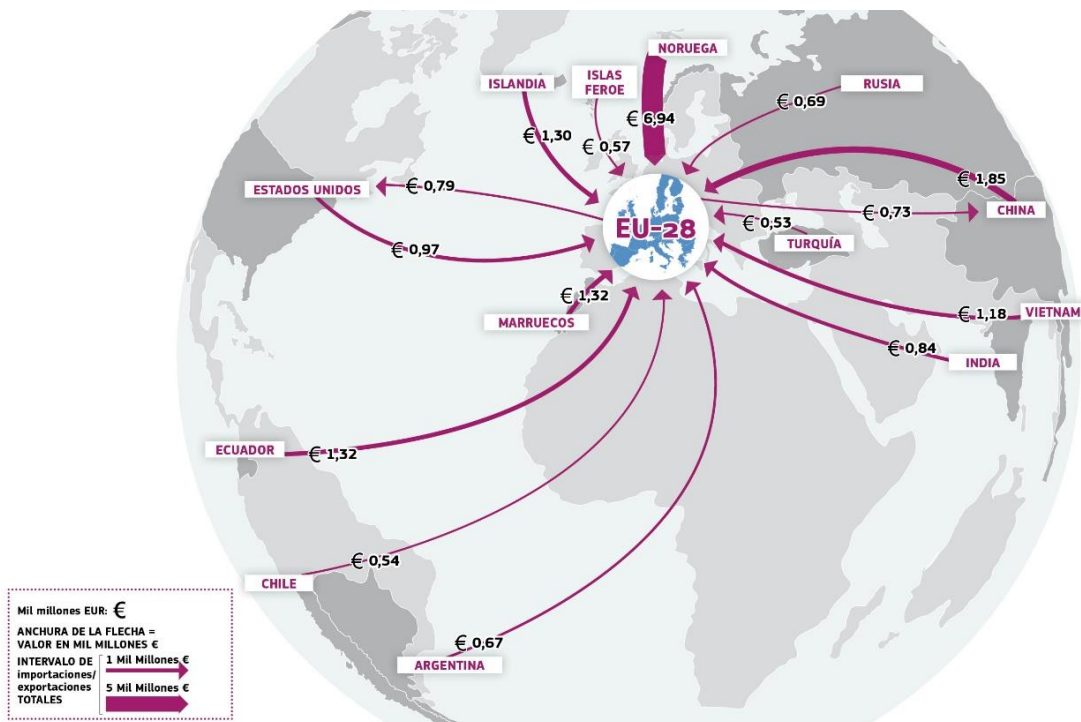 NORUEGA
ISLANDIA
ISLAS
FEROE
RUSIA
€ 6,94
€ 0,69
€ 1,30
€ 0,57
ESTADOS UNIDOS
€ 0,79
€ 1,85
CHINA
€ 0,73
€ 0,53
TURQUÍA
EU-28
€ 0,97
MARRUECOS
€ 1,32
€ 1,18
VIETNAM
€ 0,84
INDIA
ECUADOR
€ 1,32
CHILE
€ 0,54
ARGENTINA
€ 0,67
Mil millones EUR: €
ANCHURA DE LA FLECHA =
VALOR EN MIL MILLONES €
INTERVALO DE
importaciones/
exportaciones
TOTALES
1 Mil Millones €
5 Mil Millones €